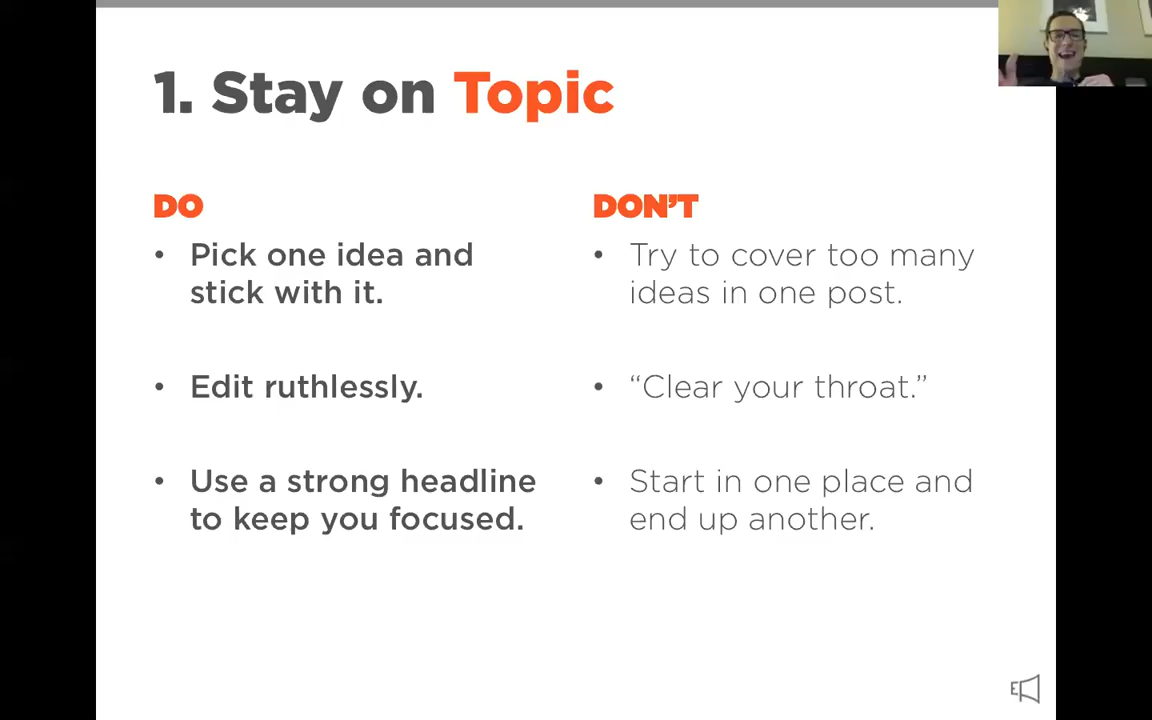 1. Stay on Topic
DO
• Pick one idea and
stick with it.
• Edit ruthlessly.
• Use a strong headline
to keep you focused.
DON'T
• Try to cover too many
ideas in one post.
• “Clear your throat.”
• Start in one place and
end up another.